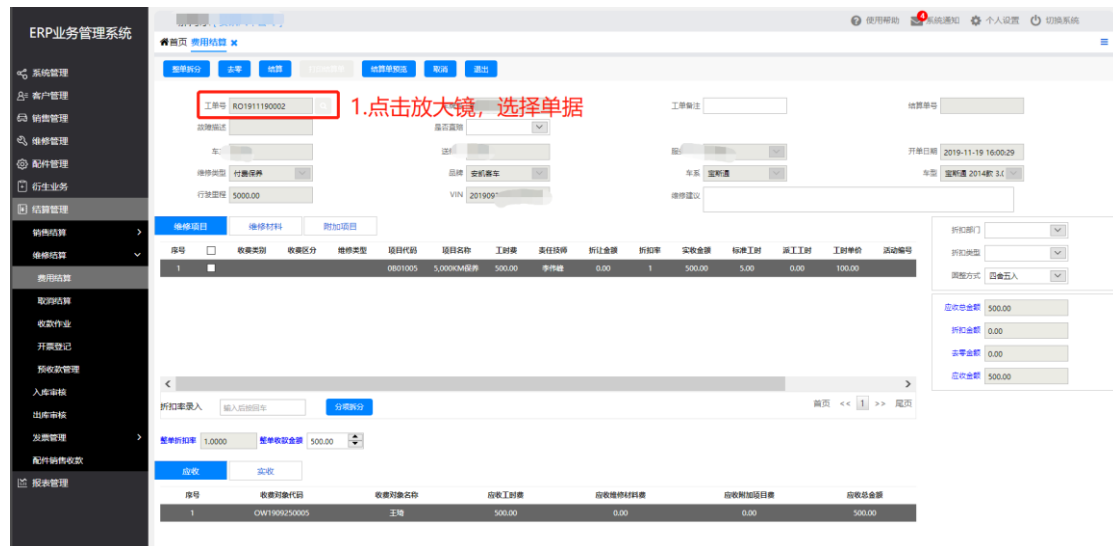 ERP业务管理系统
使用帮助 4 系统通知 个人设置 切换系统
首页 费用结算 ×
整单拆分 去零 结算 结算单预览 取消 退出
系统管理
客户管理
销售管理
维修管理
配件管理
衍生业务
结算管理
销售结算
维修结算
费用结算
取消结算
收款作业
开票登记
预收款管理
入库审核
出库审核
发票管理
配件销售收款
报表管理
工单号 RO1911190002 1.点击放大镜，选择单据 工单备注 结算单号
故障描述 是否直赔
车 送 开单日期 2019-11-19 16:00:29
维修类型 付费保养 品牌 安凯客车 车系 宝斯通 车型 宝斯通 2014款 3.(
行驶里程 5000.00 VIN 201909 维修建议
维修项目 维修材料 附加项目
序号 收费类别 收费区分 维修类型 项目代码 项目名称 工时费 责任技师 折让金额 折扣率 实收金额 标准工时 派工工时 工时单价 活动编号
1 0B01005 5,000KM保养 500.00 李伟峰 0.00 1 500.00 5.00 0.00 100.00
折扣部门
折扣类型
调整方式 四舍五入
应收总金额 500.00
折扣金额 0.00
去零金额 0.00
应收金额 500.00
折扣率录入 输入后按回车 分项拆分 首页 << 1 >> 尾页
整单折扣率 1.0000 整单收款金额 500.00
应收 实收
序号 收费对象代码 收费对象名称 应收工时费 应收维修材料费 应收附加项目费 应收总金额
1 OW1909250005 王琦 500.00 0.00 0.00 500.00